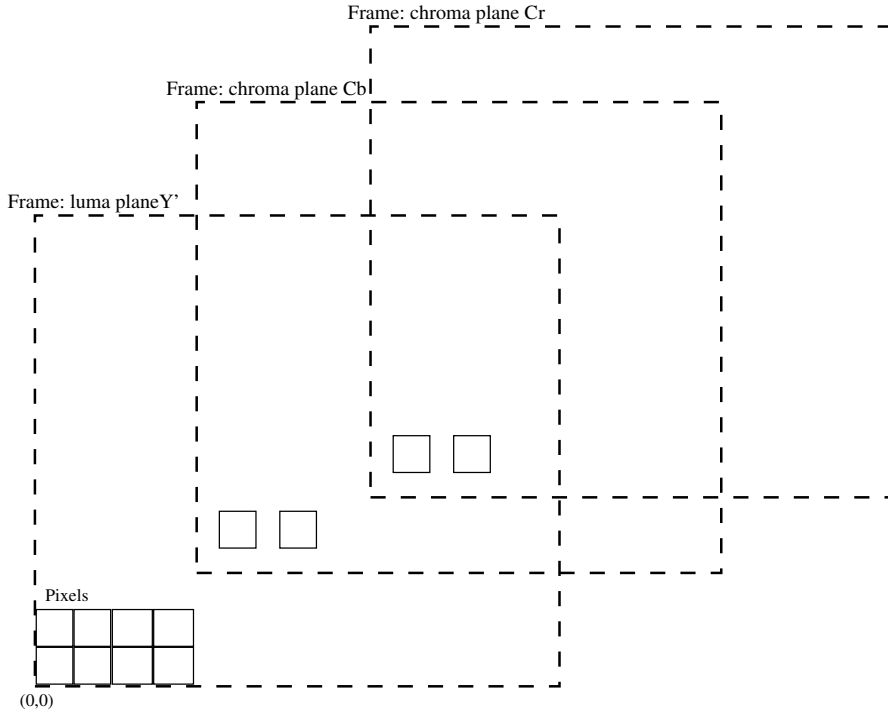 Frame: chroma plane Cr
Frame: chroma plane Cb
Frame: luma planeY’
Pixels
(0,0)